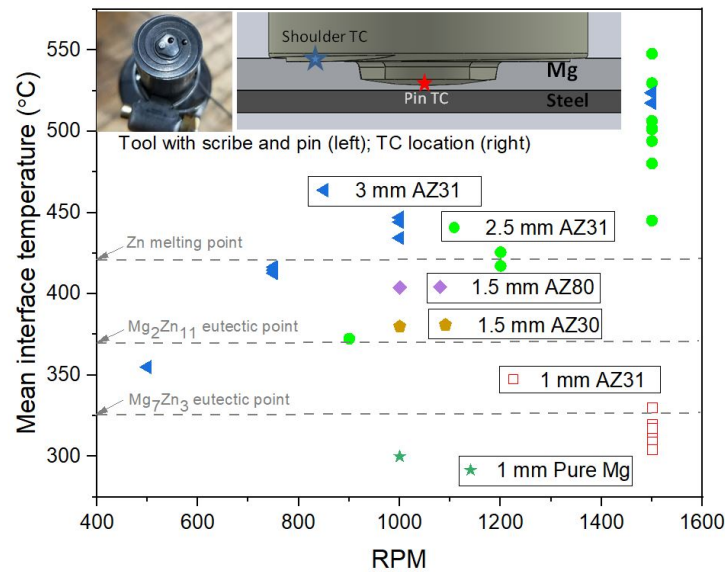 Shoulder TC
Mg
Pin TC
Steel
Tool with scribe and pin (left); TC location (right)
3 mm AZ31
2.5 mm AZ31
Zn melting point
1.5 mm AZ80
Mg₂Zn₁₁ eutectic point
1.5 mm AZ30
1 mm AZ31
Mg₇Zn₃ eutectic point
1 mm Pure Mg
Mean interface temperature (°C)
550
500
450
400
350
300
400 600 800 1000 1200 1400 1600
RPM